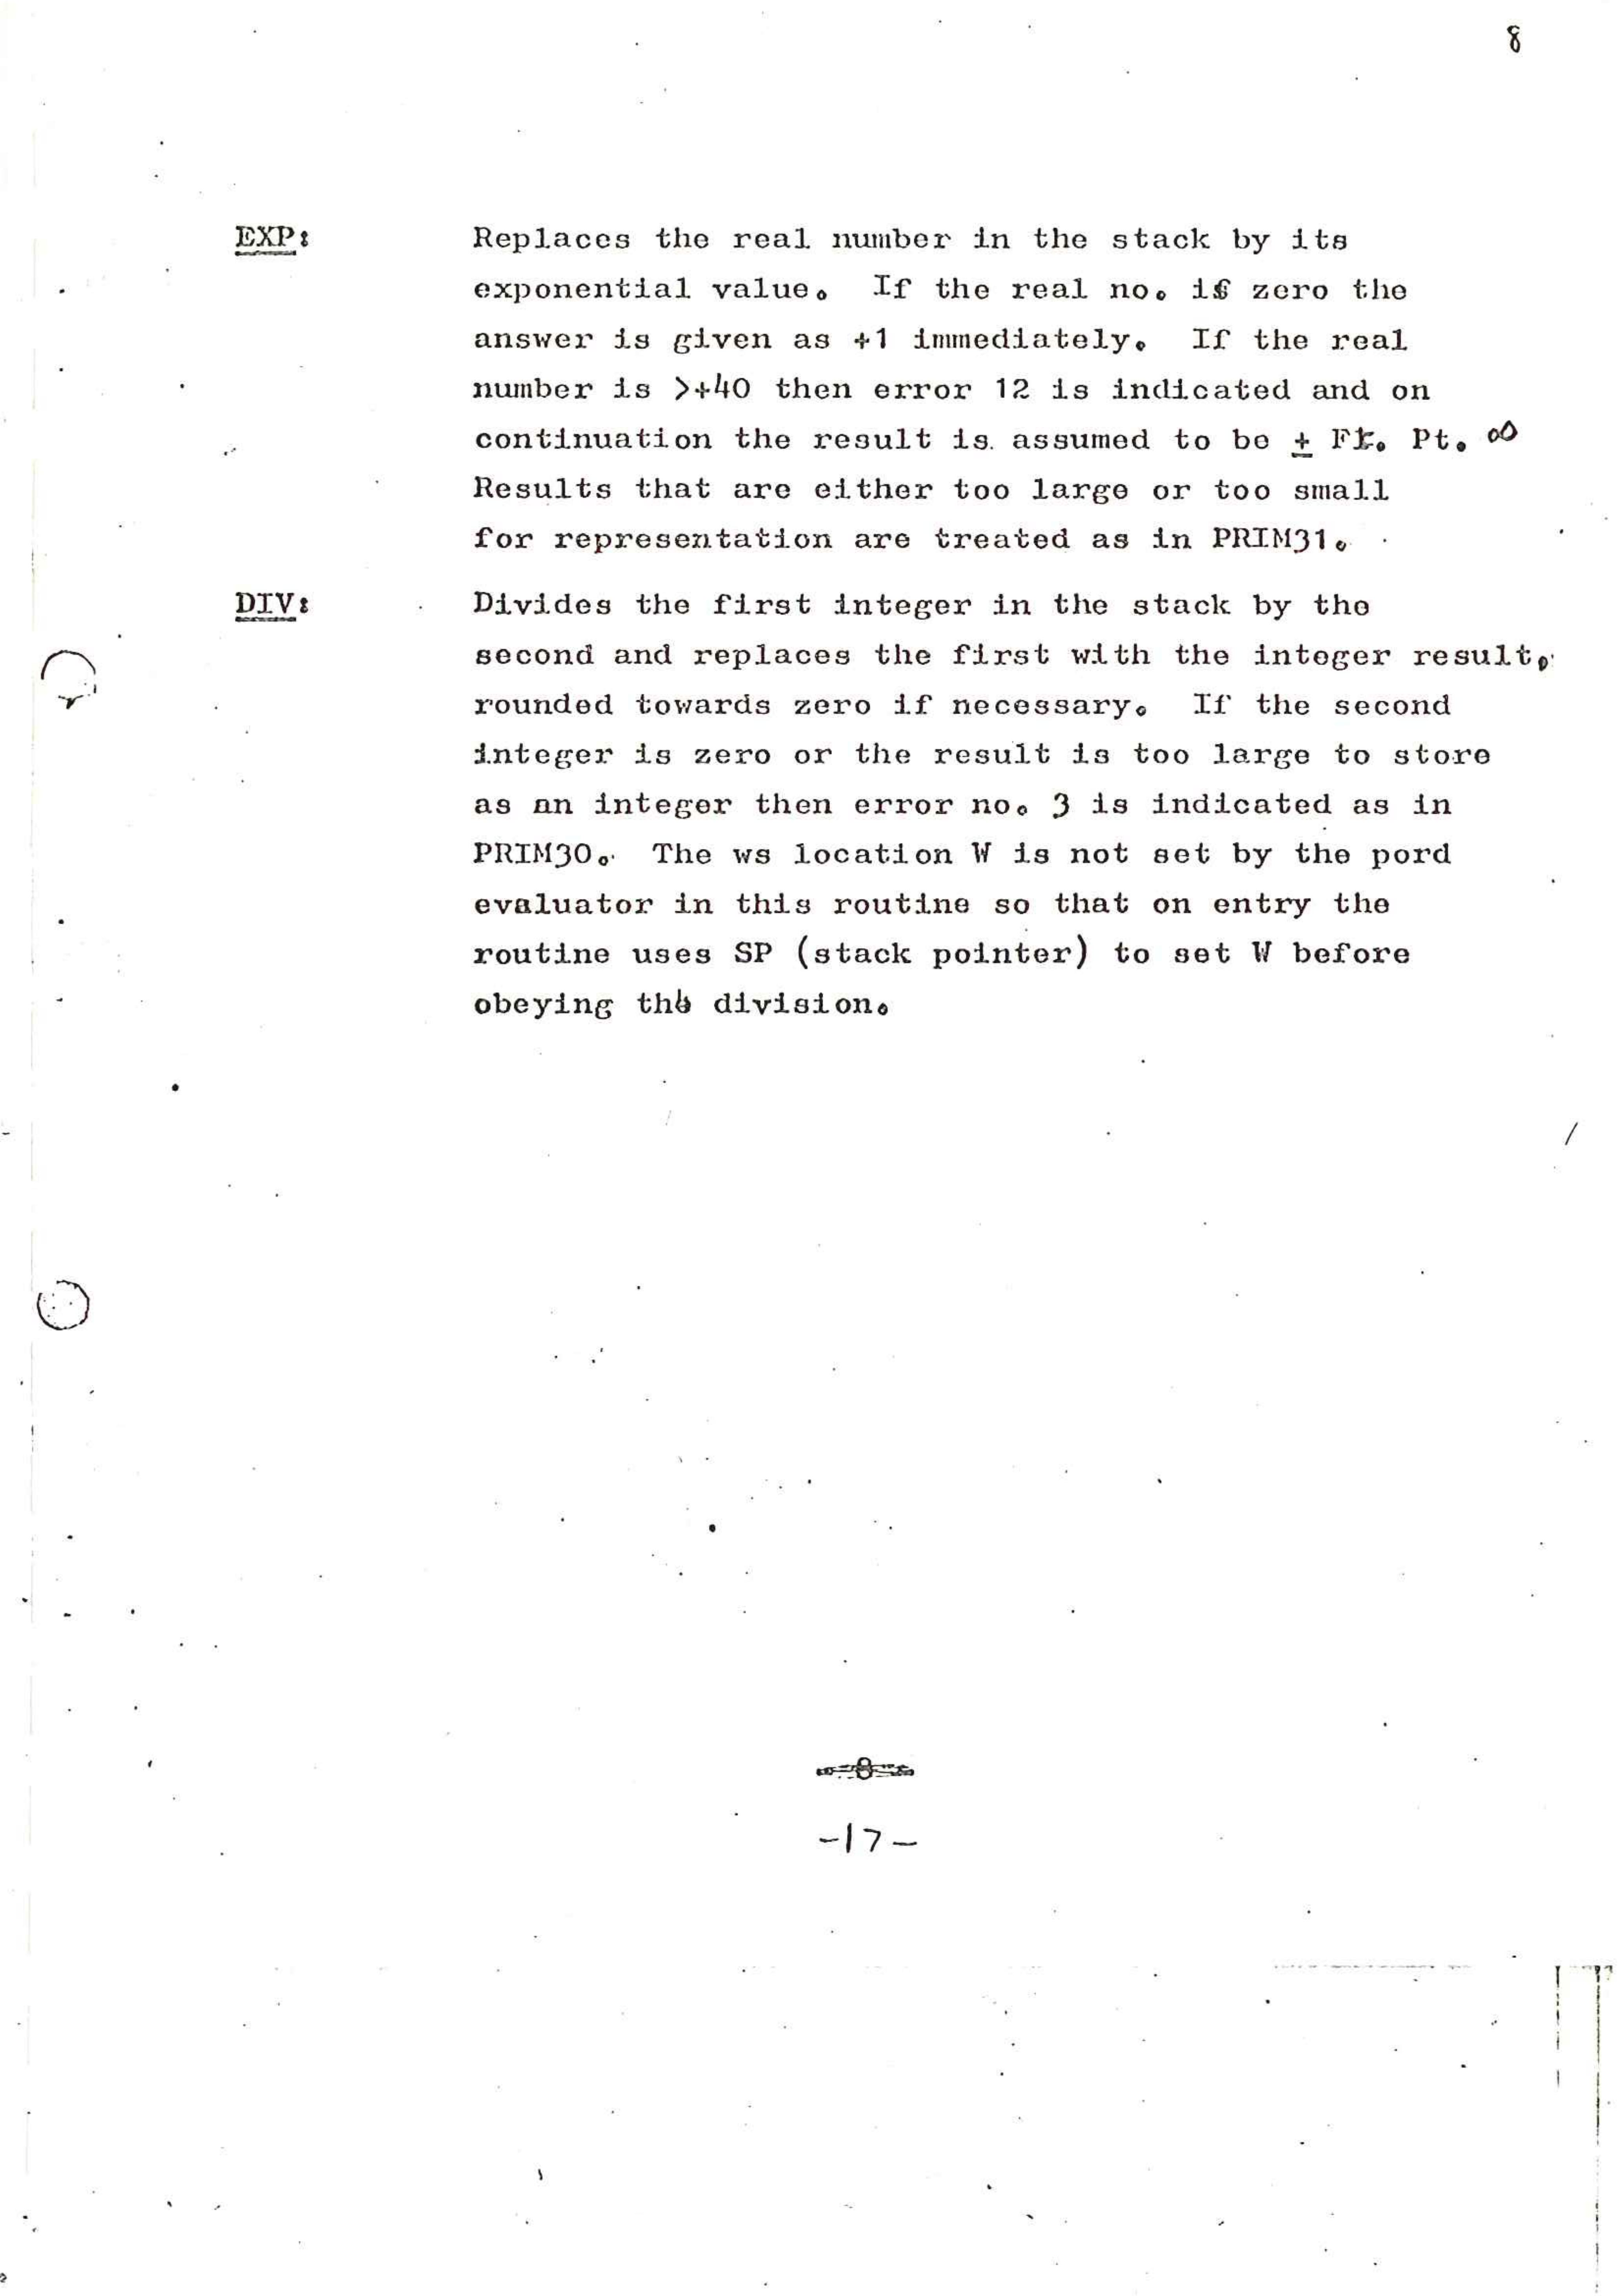 8
EXP: Replaces the real number in the stack by its
exponential value. If the real no. is zero the
answer is given as +1 immediately. If the real
number is >+40 then error 12 is indicated and on
continuation the result is assumed to be ± Ft. Pt. ∞
Results that are either too large or too small
for representation are treated as in PRIM31.
DIV: Divides the first integer in the stack by the
second and replaces the first with the integer result,
rounded towards zero if necessary. If the second
integer is zero or the result is too large to store
as an integer then error no. 3 is indicated as in
PRIM30. The ws location W is not set by the pord
evaluator in this routine so that on entry the
routine uses SP (stack pointer) to set W before
obeying the division.
-8-
-17-